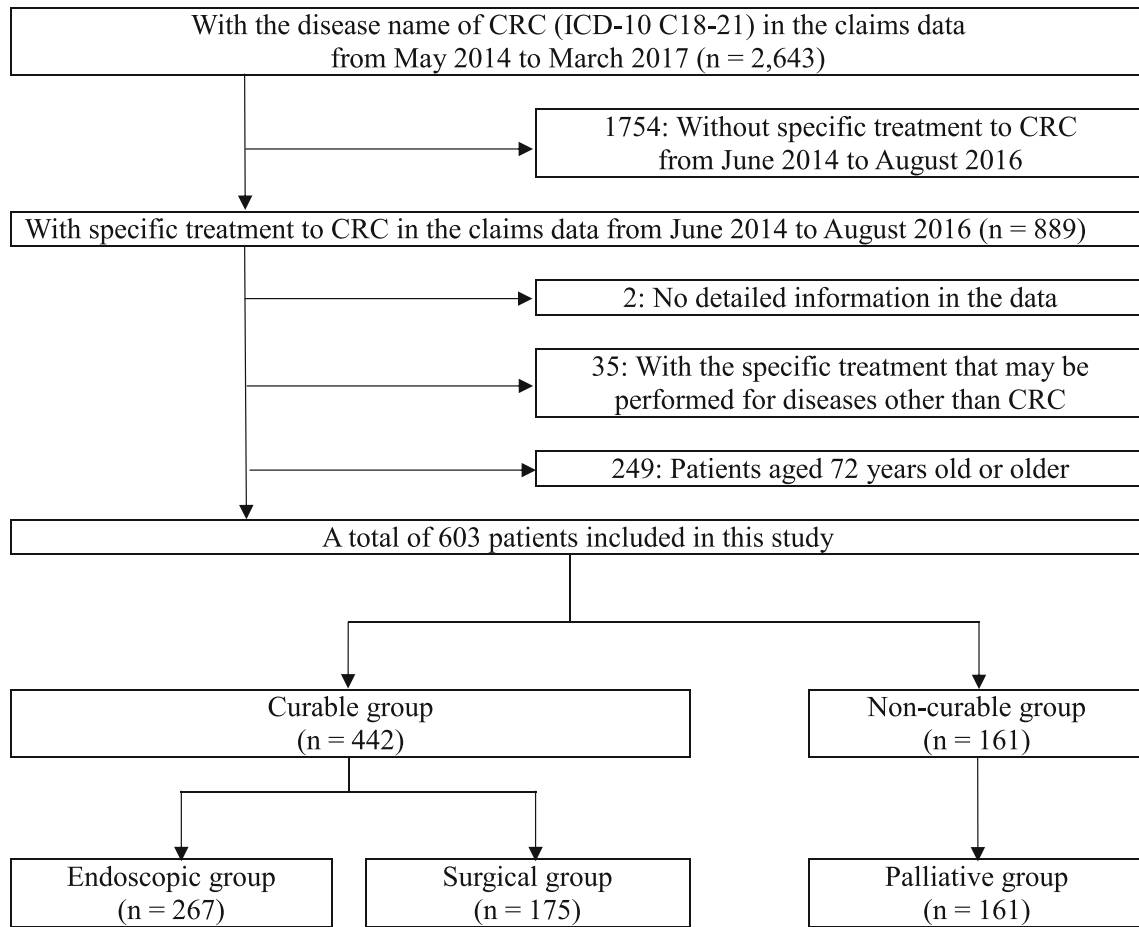 With the disease name of CRC (ICD-10 C18-21) in the claims data
from May 2014 to March 2017 (n = 2,643)
1754: Without specific treatment to CRC
from June 2014 to August 2016
With specific treatment to CRC in the claims data from June 2014 to August 2016 (n = 889)
2: No detailed information in the data
35: With the specific treatment that may be
performed for diseases other than CRC
249: Patients aged 72 years old or older
A total of 603 patients included in this study
Curable group
(n = 442)
Non-curable group
(n = 161)
Endoscopic group
(n = 267)
Surgical group
(n = 175)
Palliative group
(n = 161)